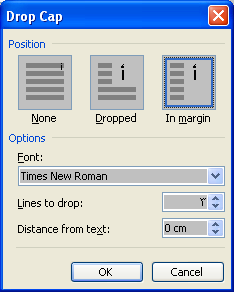 Drop Cap
Position
None Dropped In margin
Options
Font:
Times New Roman
Lines to drop: ٣
Distance from text: 0 cm
OK Cancel